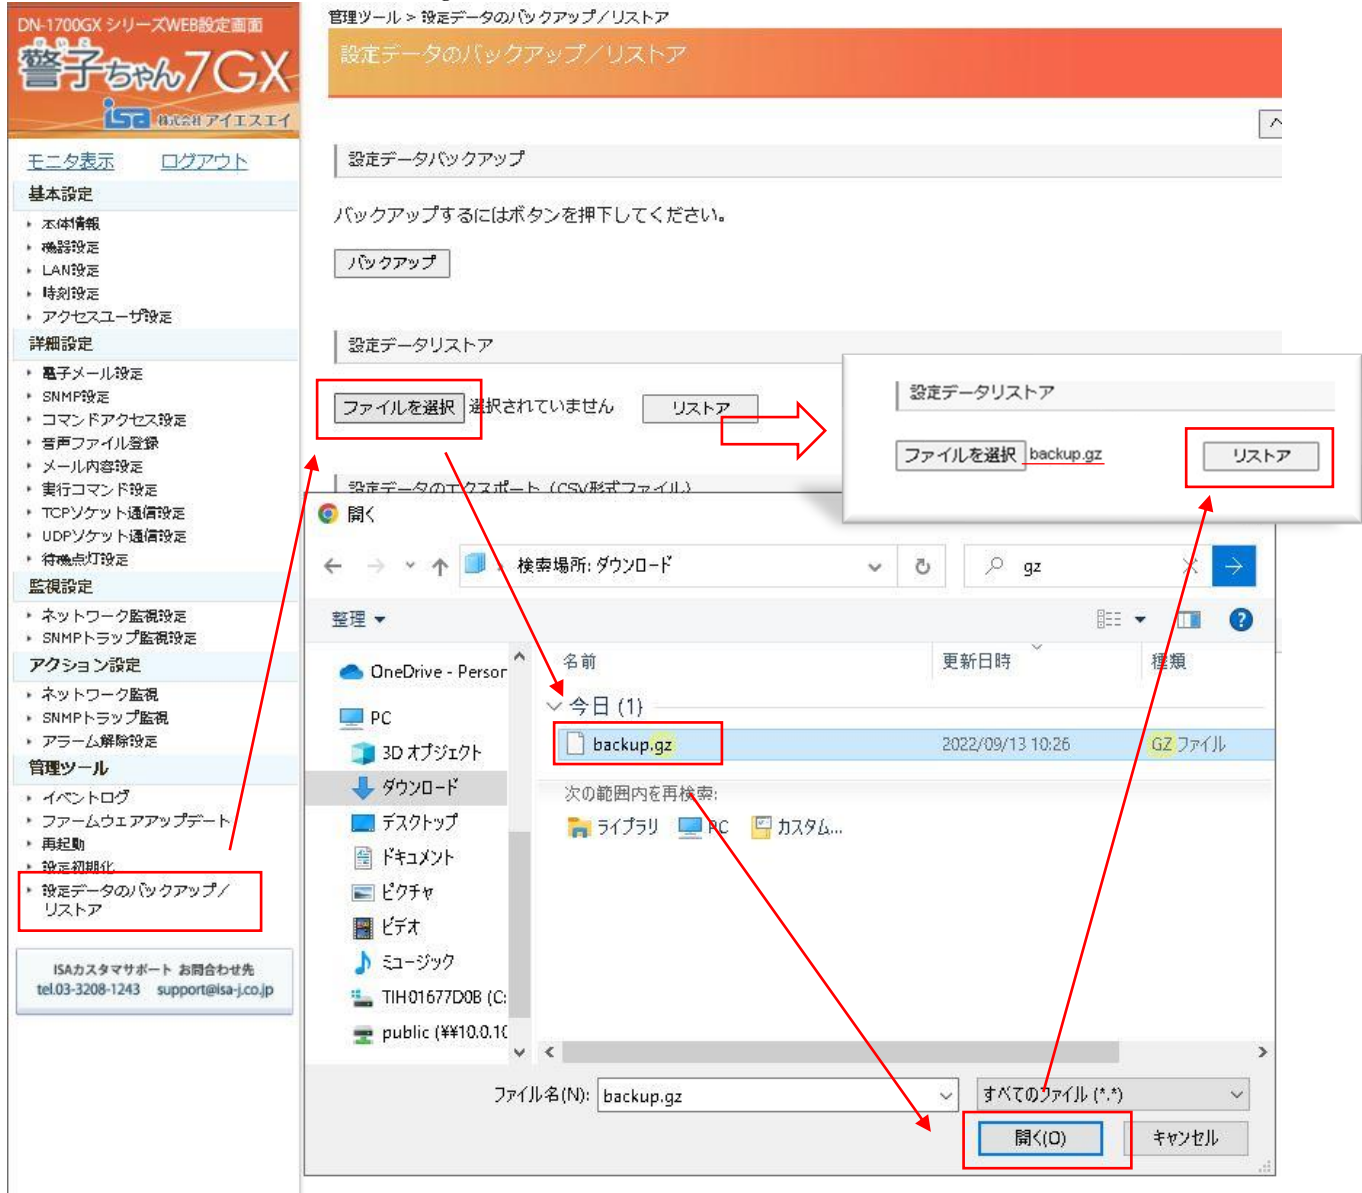 DN-1700GX シリーズWEB設定画面
警子ちゃん7GX
isa 株式会社 アイエスエイ
モニタ表示 ログアウト
基本設定
本体情報
機器設定
LAN設定
時刻設定
アクセスユーザ設定
詳細設定
電子メール設定
SNMP設定
コマンドアクセス設定
音声ファイル登録
メール内容設定
実行コマンド設定
TCPソケット通信設定
UDPソケット通信設定
待機点灯設定
監視設定
ネットワーク監視設定
SNMPトラップ監視設定
アクション設定
ネットワーク監視
SNMPトラップ監視
アラーム解除設定
管理ツール
イベントログ
ファームウェアアップデート
再起動
設定初期化
設定データのバックアップ／
リストア
ISAカスタマサポート お問合わせ先
tel.03-3208-1243 support@isa-j.co.jp
管理ツール > 設定データのバックアップ／リストア
設定データのバックアップ／リストア
設定データバックアップ
バックアップするにはボタンを押下してください。
バックアップ
設定データリストア
ファイルを選択 選択されていません リストア
設定データのエクスポート（CSV形式ファイル）
設定データリストア
ファイルを選択 backup.gz リストア
開く
検索場所: ダウンロード
gz
整理
OneDrive - Person
PC
3D オブジェクト
ダウンロード
デスクトップ
ドキュメント
ピクチャ
ビデオ
ミュージック
TIH01677D0B (C:
public (¥¥10.0.10
名前 更新日時 種類
今日 (1)
backup.gz 2022/09/13 10:26 GZ ファイル
次の範囲内を再検索:
ライブラリ PC カスタム...
ファイル名(N): backup.gz すべてのファイル (*.*)
開く(O) キャンセル